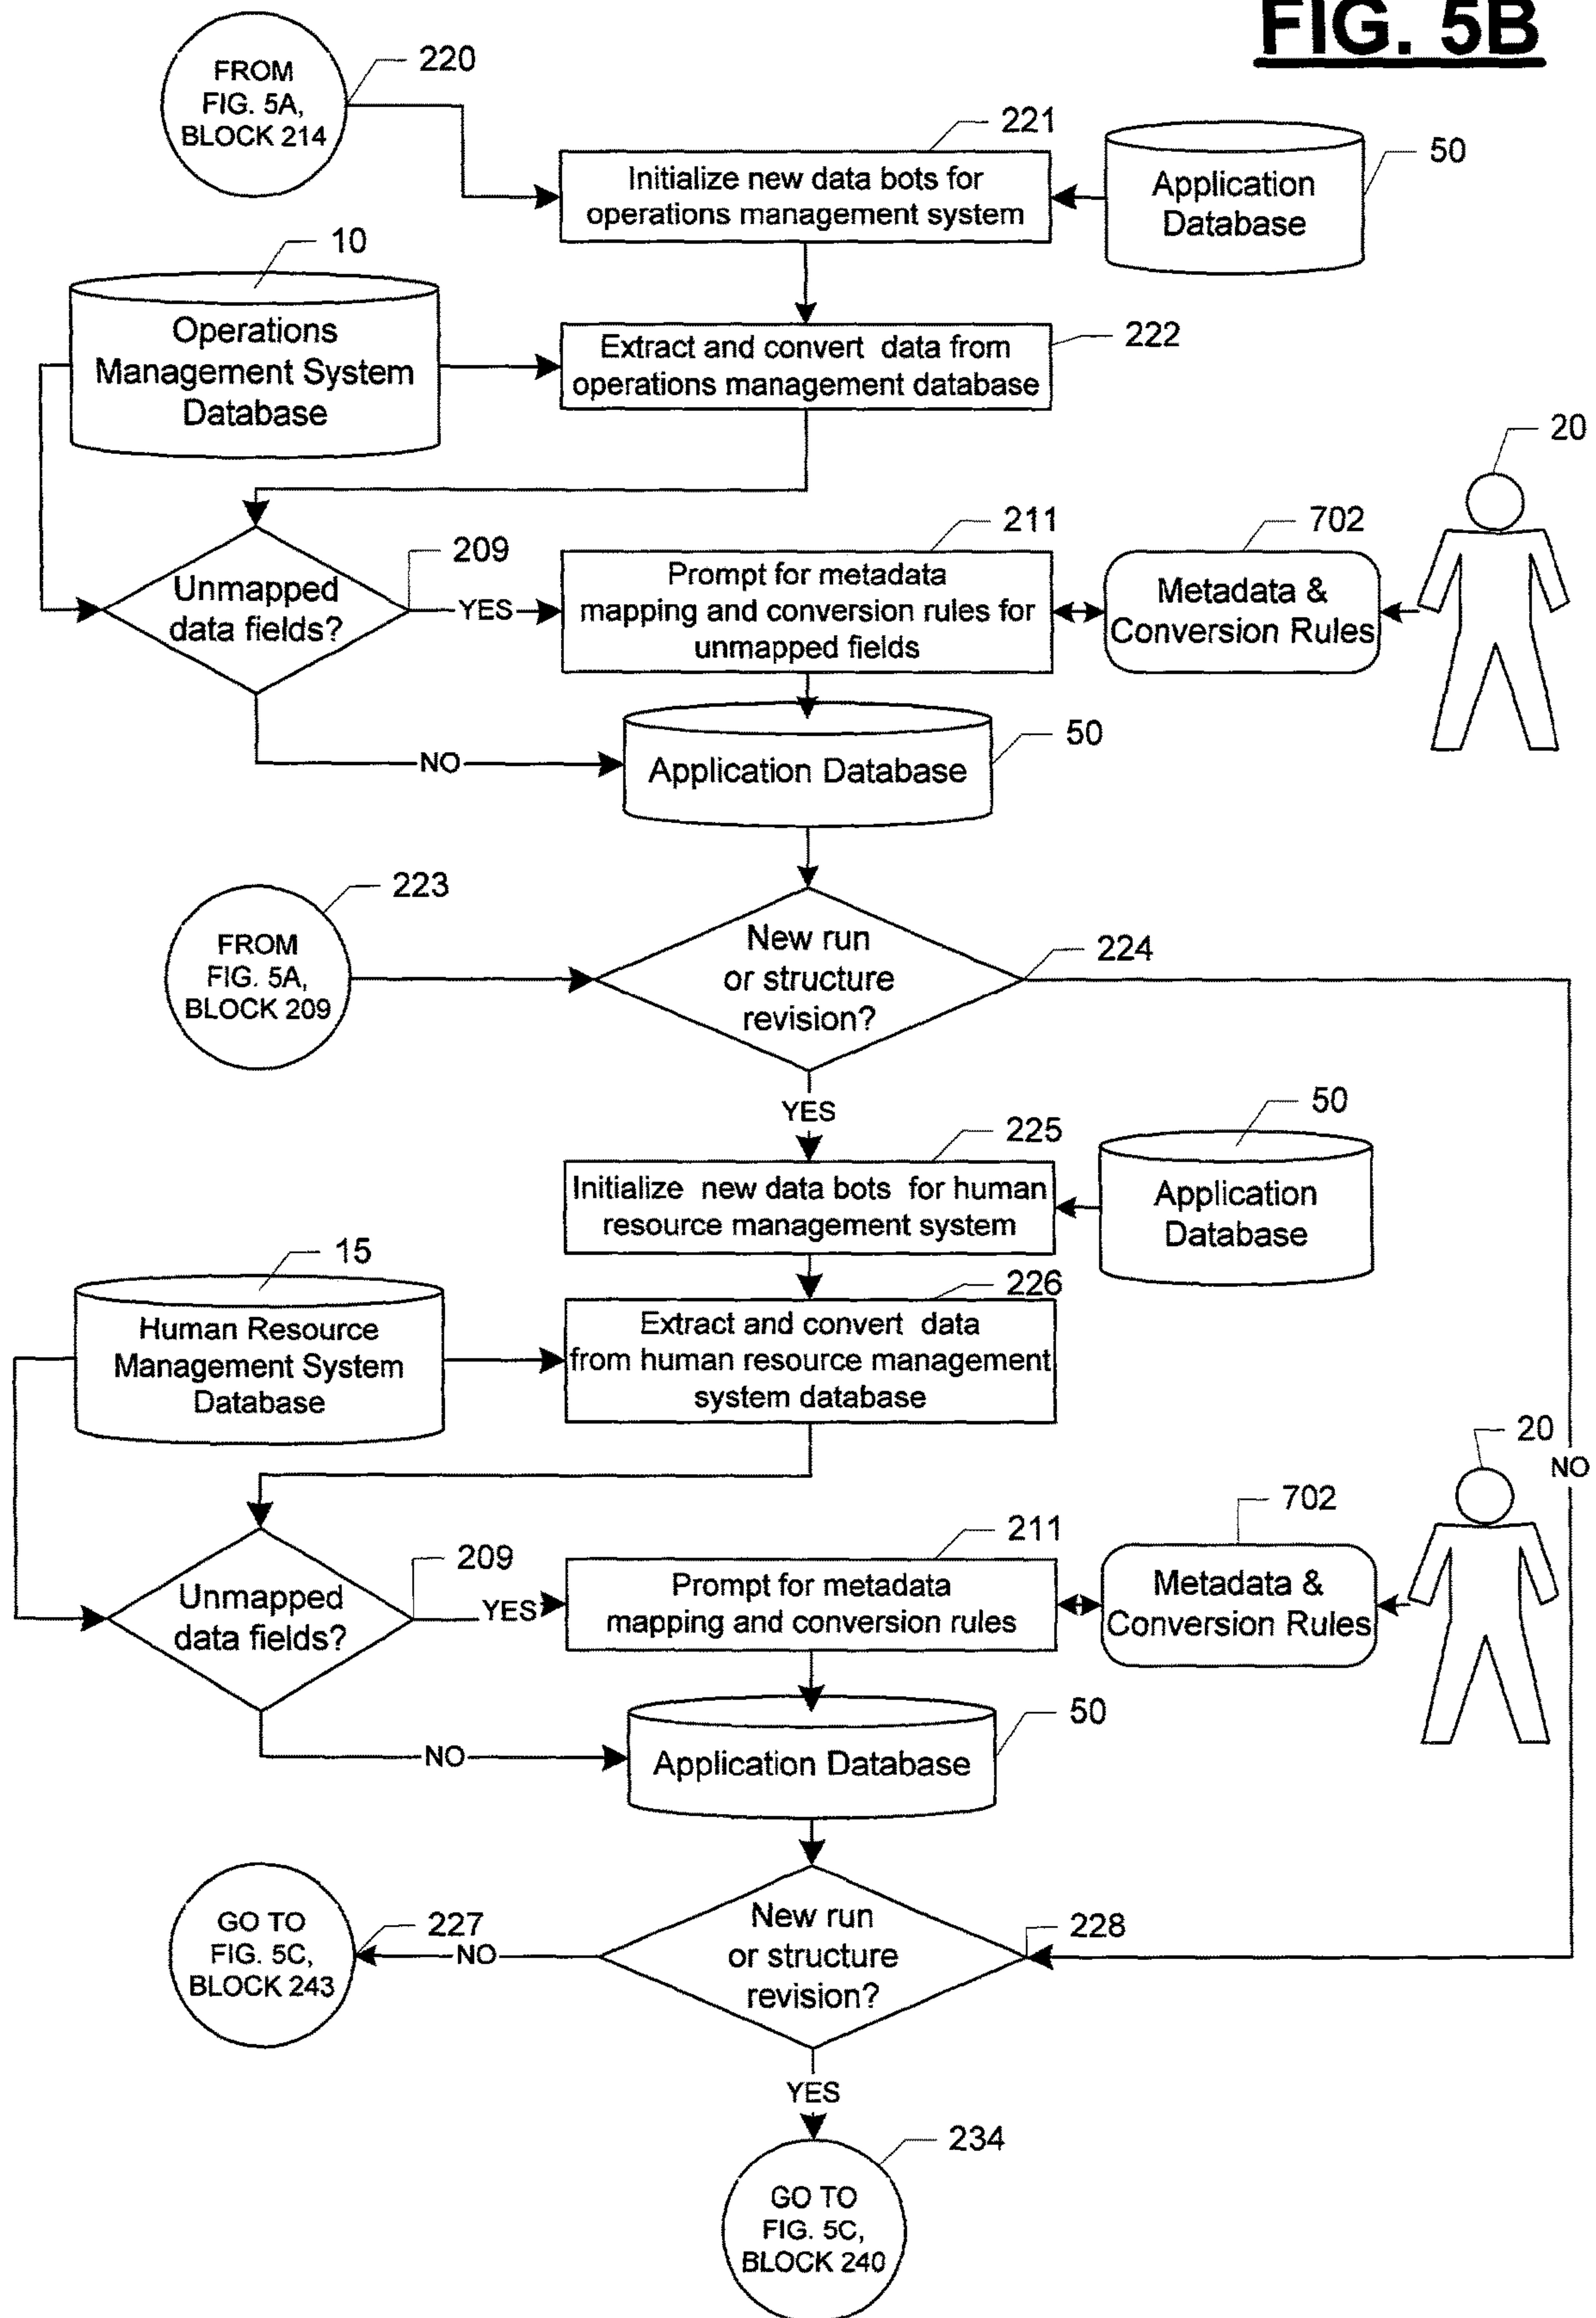 FIG. 5B
FROM
FIG. 5A,
BLOCK 214
220
221
Initialize new data bots for
operations management system
50
Application
Database
10
Operations
Management System
Database
222
Extract and convert data from
operations management database
20
209
Unmapped
data fields?
YES
211
Prompt for metadata
mapping and conversion rules for
unmapped fields
702
Metadata &
Conversion Rules
NO
50
Application Database
223
FROM
FIG. 5A,
BLOCK 209
New run
or structure
revision?
224
YES
225
Initialize new data bots for human
resource management system
50
Application
Database
15
Human Resource
Management System
Database
226
Extract and convert data
from human resource management
system database
20
NO
209
Unmapped
data fields?
YES
211
Prompt for metadata
mapping and conversion rules
702
Metadata &
Conversion Rules
NO
50
Application Database
GO TO
FIG. 5C,
BLOCK 243
227
NO
New run
or structure
revision?
228
YES
234
GO TO
FIG. 5C,
BLOCK 240